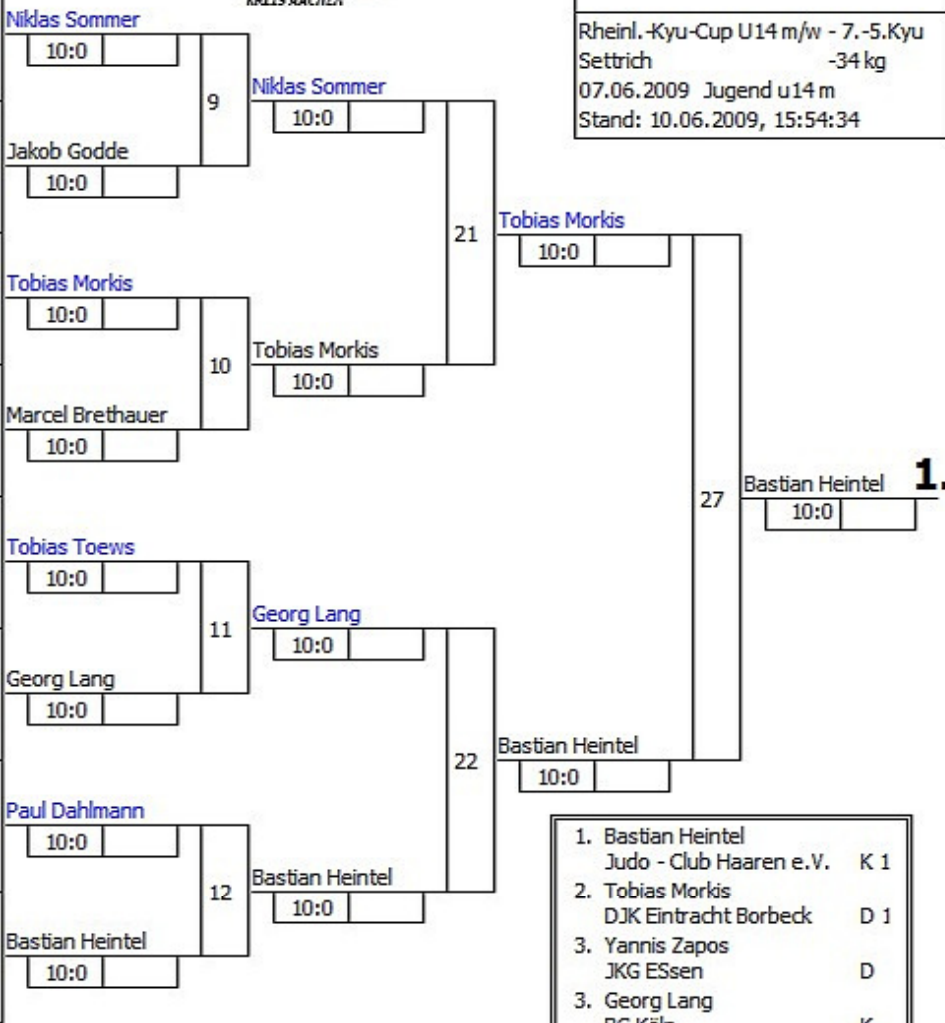 Niklas Sommer
10:0
9
Jakob Godde
10:0
Tobias Morkis
10:0
10
Marcel Brethauer
10:0
Tobias Toews
10:0
11
Georg Lang
10:0
Paul Dahlmann
10:0
12
Bastian Heintel
10:0
Niklas Sommer
10:0
21
Tobias Morkis
10:0
Georg Lang
10:0
22
Bastian Heintel
10:0
Tobias Morkis
10:0
27
Bastian Heintel
10:0
Bastian Heintel 1.
10:0
Rheinl.-Kyu-Cup U14 m/w - 7.-5.Kyu
Settrich -34 kg
07.06.2009 Jugend u14 m
Stand: 10.06.2009, 15:54:34
1. Bastian Heintel
Judo - Club Haaren e.V. K 1
2. Tobias Morkis
DJK Eintracht Borbeck D 1
3. Yannis Zapos
JKG ESsen D
3. Georg Lang